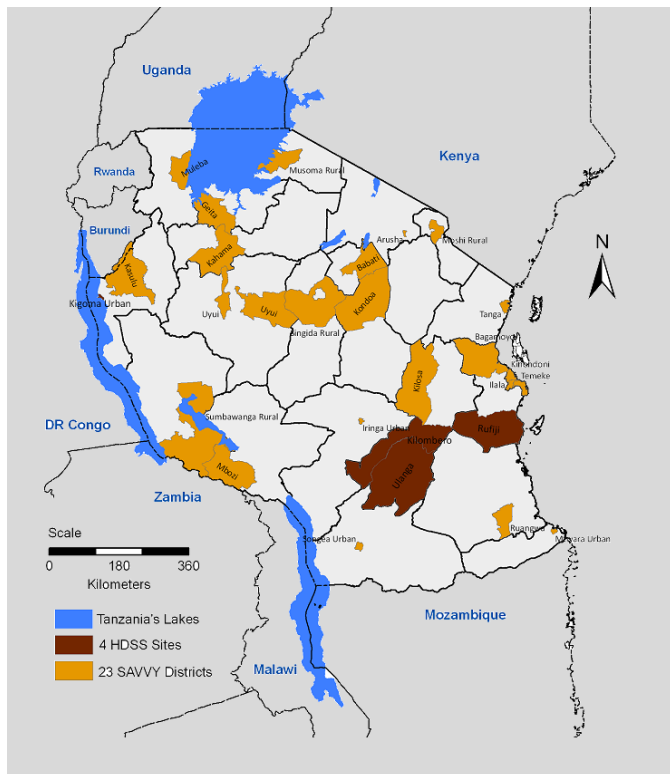 Uganda
Kenya
Rwanda
Muleba
Musoma Rural
Geita
Burundi
N
Arusha
Moshi Rural
Kahama
Babati
Kasulu
Kigoma Urban
Kondoa
Uyui
Uyui
Singida Rural
Tanga
Bagamoyo
Kinondoni
Temeke
Ilala
Kilosa
Sumbawanga Rural
DR Congo
Iringa Urban
Rufiji
Kilombero
Mbozi
Ulanga
Zambia
Ruangwa
Songea Urban
Mtwara Urban
Scale
0 180 360
Kilometers
Mozambique
Tanzania's Lakes
4 HDSS Sites
Malawi
23 SAVVY Districts